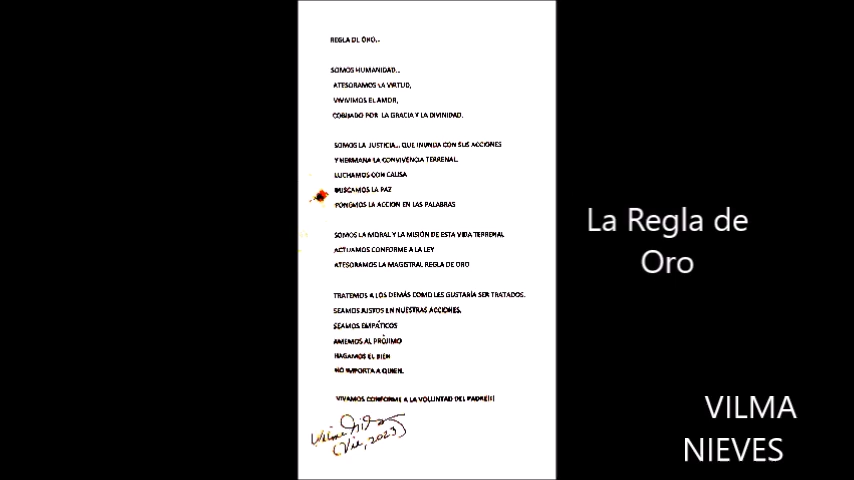 REGLA DE ORO..
SOMOS HUMANIDAD..
ATESORAMOS LA VIRTUD,
VIVIMOS EL AMOR,
COBIJADO POR LA GRACIA Y LA DIVINIDAD.
SOMOS LA JUSTICIA... QUE INUNDA CON SUS ACCIONES
Y HERMANA LA CONVIVENCIA TERRENAL.
LUCHAMOS CON CAUSA
BUSCAMOS LA PAZ
PONEMOS LA ACCION EN LAS PALABRAS
SOMOS LA MORAL Y LA MISIÓN DE ESTA VIDA TERRENAL
ACTUAMOS CONFORME A LA LEY
ATESORAMOS LA MAGISTRAL REGLA DE ORO
TRATEMOS A LOS DEMÁS COMO LES GUSTARÍA SER TRATADOS.
SEAMOS JUSTOS EN NUESTRAS ACCIONES.
SEAMOS EMPÁTICOS
AMEMOS AL PRÓJIMO
HAGAMOS EL BIEN
NO IMPORTA A QUIEN.
VIVAMOS CONFORME A LA VOLUNTAD DEL PADRE!!!
(Vie, 2023)
La Regla de
Oro
VILMA
NIEVES